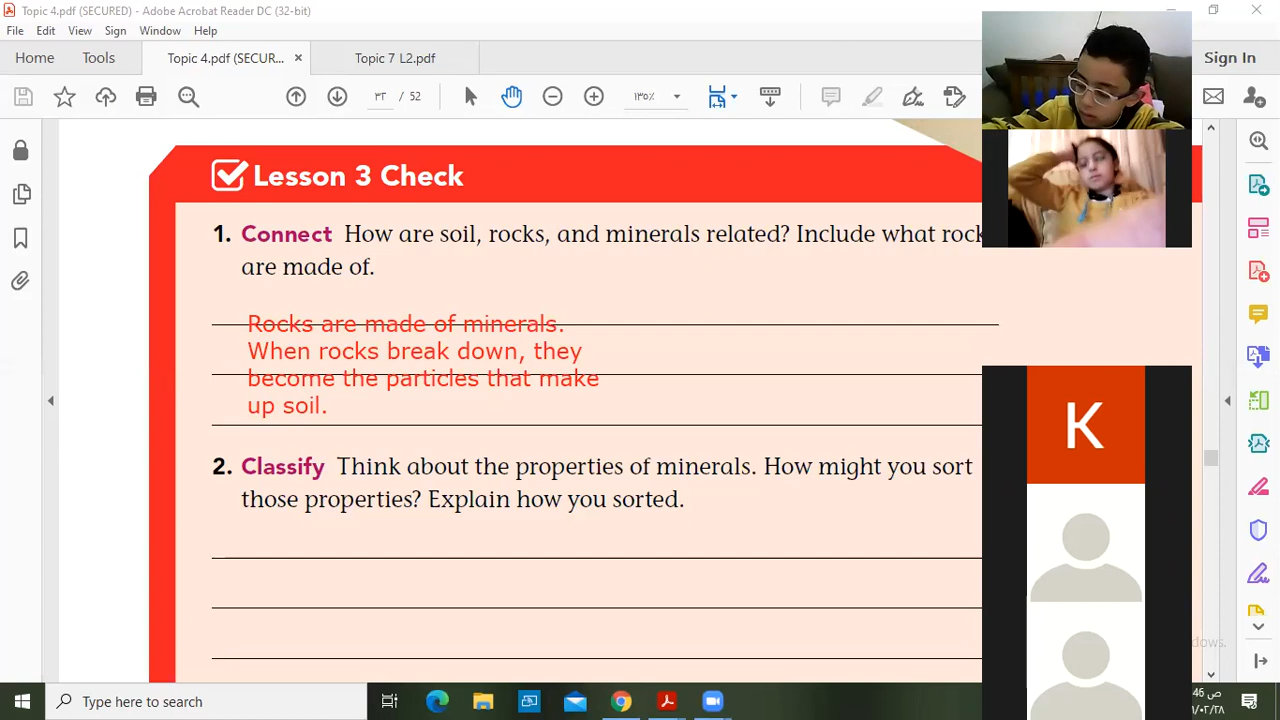 Topic 4.pdf (SECURED) - Adobe Acrobat Reader DC (32-bit)
File Edit View Sign Window Help
Home Tools Topic 4.pdf (SECUR... Topic 7 L2.pdf Sign In
٣٢ / 52 ١٣٥٪
Lesson 3 Check
1. Connect How are soil, rocks, and minerals related? Include what rock
are made of.
Rocks are made of minerals.
When rocks break down, they
become the particles that make
up soil.
K
2. Classify Think about the properties of minerals. How might you sort
those properties? Explain how you sorted.
dows.
Type here to search
46 ص